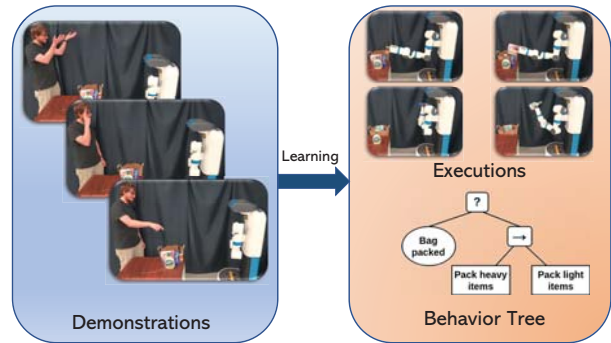 Learning
Demonstrations
Executions
?
Bag
packed
→
Pack heavy
items
Pack light
items
Behavior Tree